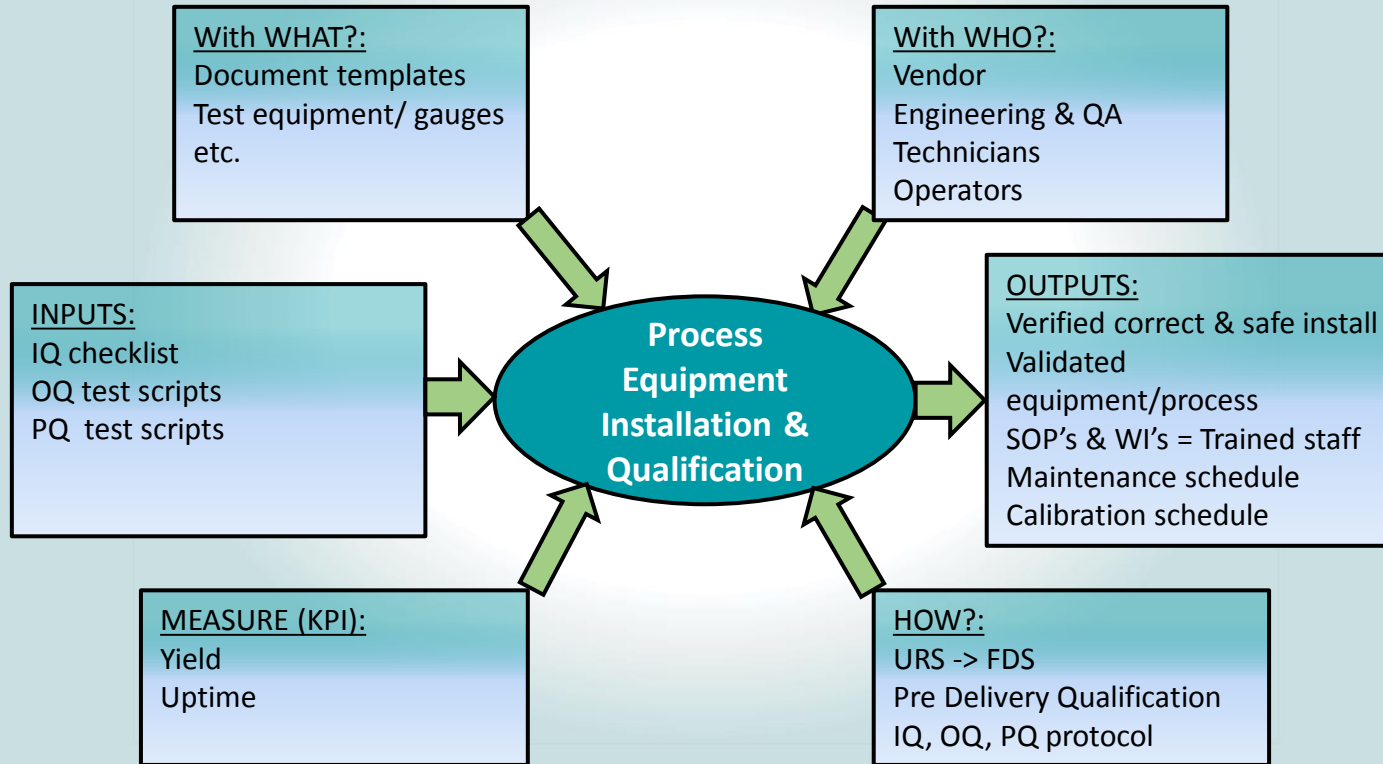 With WHAT?:
Document templates
Test equipment/ gauges
etc.
With WHO?:
Vendor
Engineering & QA
Technicians
Operators
INPUTS:
IQ checklist
OQ test scripts
PQ  test scripts
Process
Equipment
Installation &
Qualification
OUTPUTS:
Verified correct & safe install
Validated
equipment/process
SOP’s & WI’s = Trained staff
Maintenance schedule
Calibration schedule
MEASURE (KPI):
Yield
Uptime
HOW?:
URS -> FDS
Pre Delivery Qualification
IQ, OQ, PQ protocol